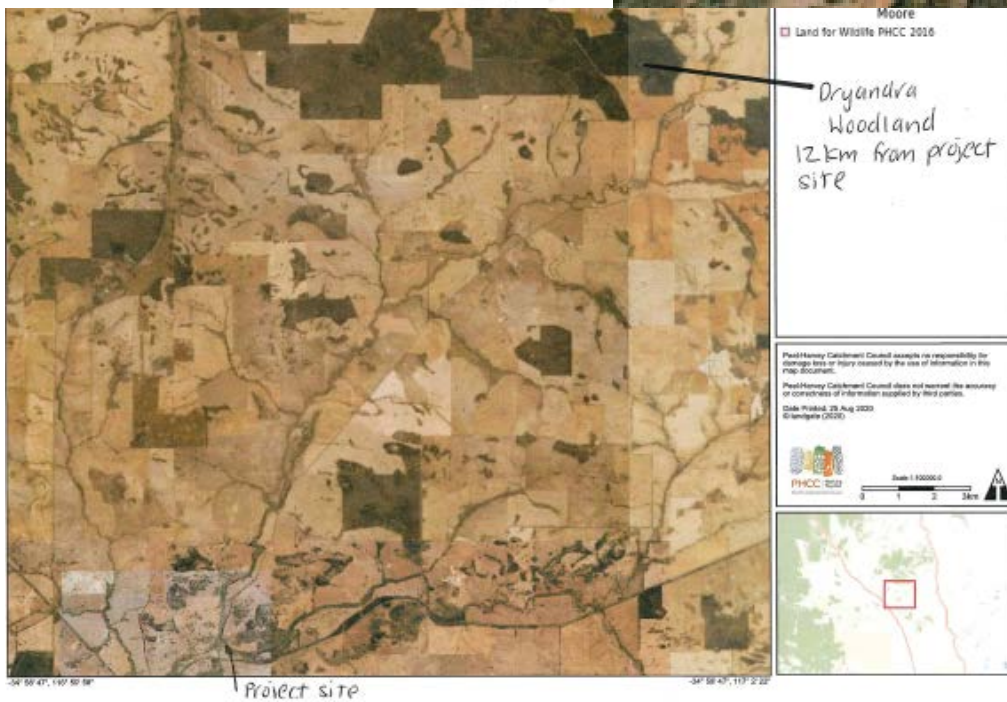 Moore
Land for Wildlife PHCC 2016
Dryandra
Woodland
12km from project
site
Peel-Harvey Catchment Council accepts no responsibility for
damage loss or injury caused by the use of information in this
map document.
Peel-Harvey Catchment Council does not warrant the accuracy
or correctness of information supplied by third parties.
Date Printed: 25 Aug 2020
© landgate (2020)
PHCC
0 1 2 3km
Project site